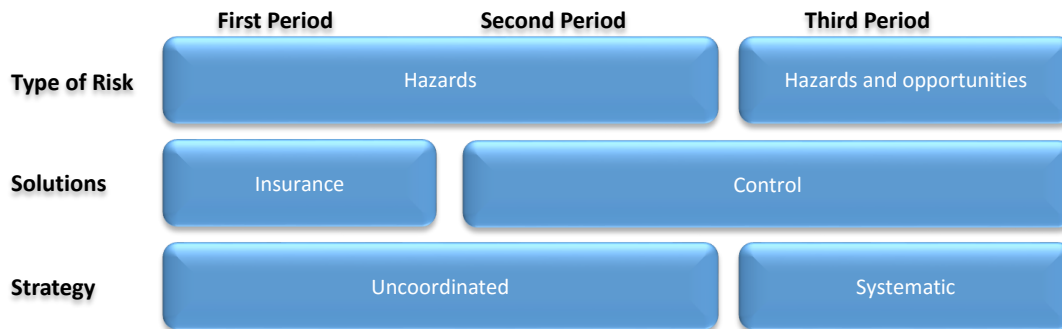 First Period Second Period Third Period
Type of Risk Hazards Hazards and opportunities
Solutions Insurance Control
Strategy Uncoordinated Systematic